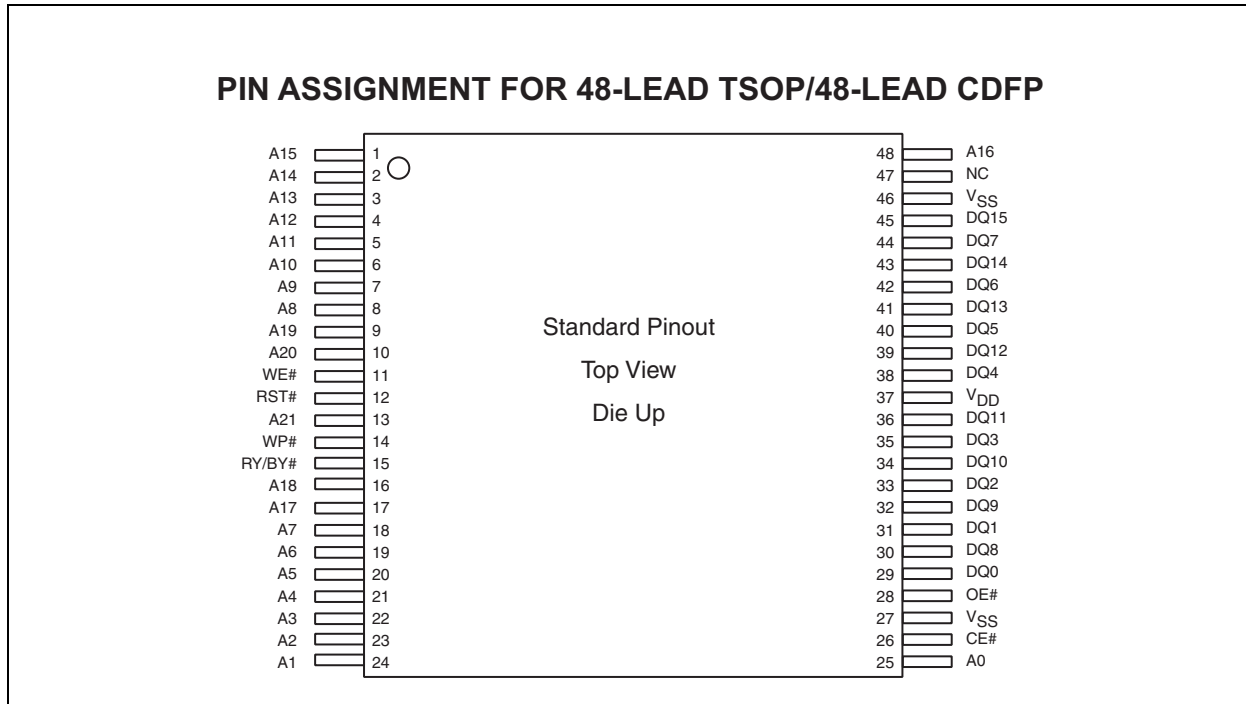 PIN ASSIGNMENT FOR 48-LEAD TSOP/48-LEAD CDFP
A15 1 48 A16
A14 2 47 NC
A13 3 46 VSS
A12 4 45 DQ15
A11 5 44 DQ7
A10 6 43 DQ14
A9 7 42 DQ6
A8 8 41 DQ13
A19 9 Standard Pinout 40 DQ5
A20 10 39 DQ12
WE# 11 Top View 38 DQ4
RST# 12 37 VDD
A21 13 Die Up 36 DQ11
WP# 14 35 DQ3
RY/BY# 15 34 DQ10
A18 16 33 DQ2
A17 17 32 DQ9
A7 18 31 DQ1
A6 19 30 DQ8
A5 20 29 DQ0
A4 21 28 OE#
A3 22 27 VSS
A2 23 26 CE#
A1 24 25 A0